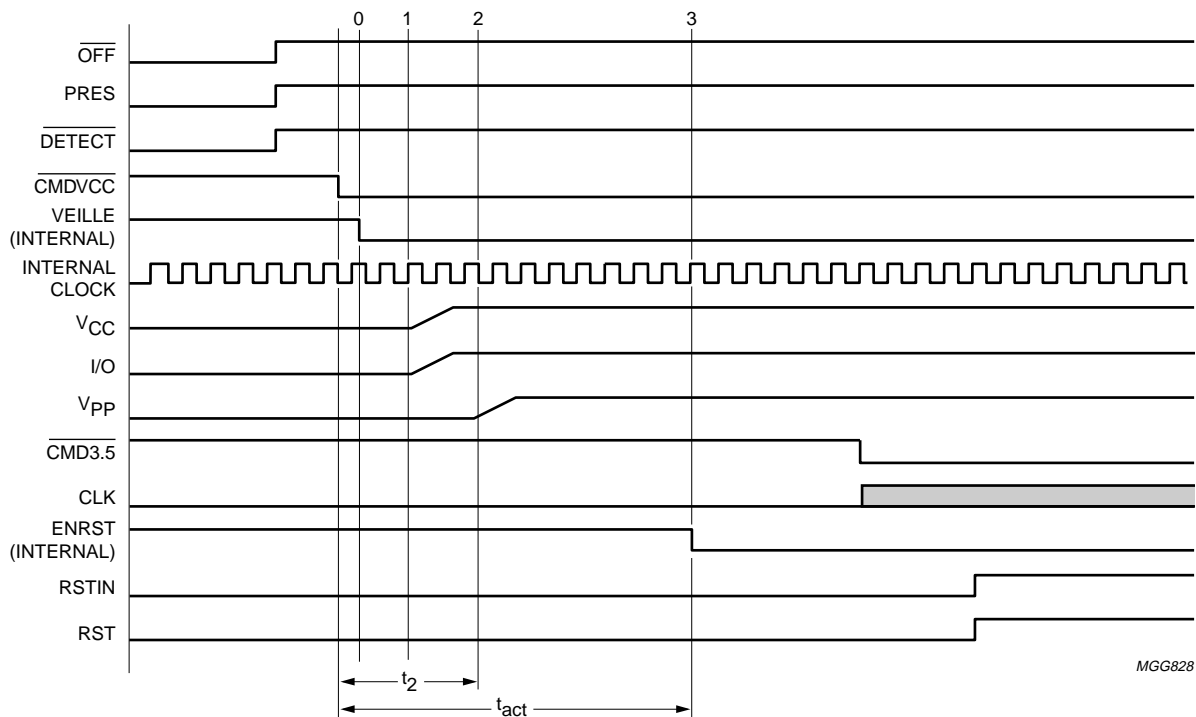 0 1 2 3
OFF
PRES
DETECT
CMDVCC
VEILLE
(INTERNAL)
INTERNAL
CLOCK
VCC
I/O
VPP
CMD3.5
CLK
ENRST
(INTERNAL)
RSTIN
RST
MGG828
t2
tact